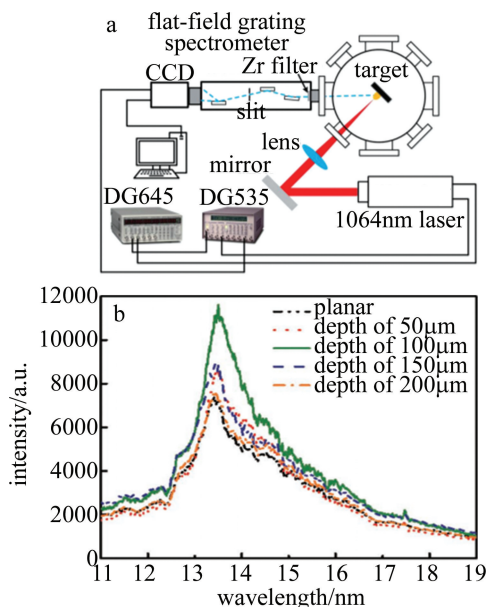 a
flat-field grating
spectrometer
CCD
Zr filter
target
slit
lens
mirror
DG645
DG535
1064nm laser
b
planar
depth of 50μm
depth of 100μm
depth of 150μm
depth of 200μm
12000
10000
8000
6000
4000
2000
0
intensity/a.u.
11 12 13 14 15 16 17 18 19
wavelength/nm